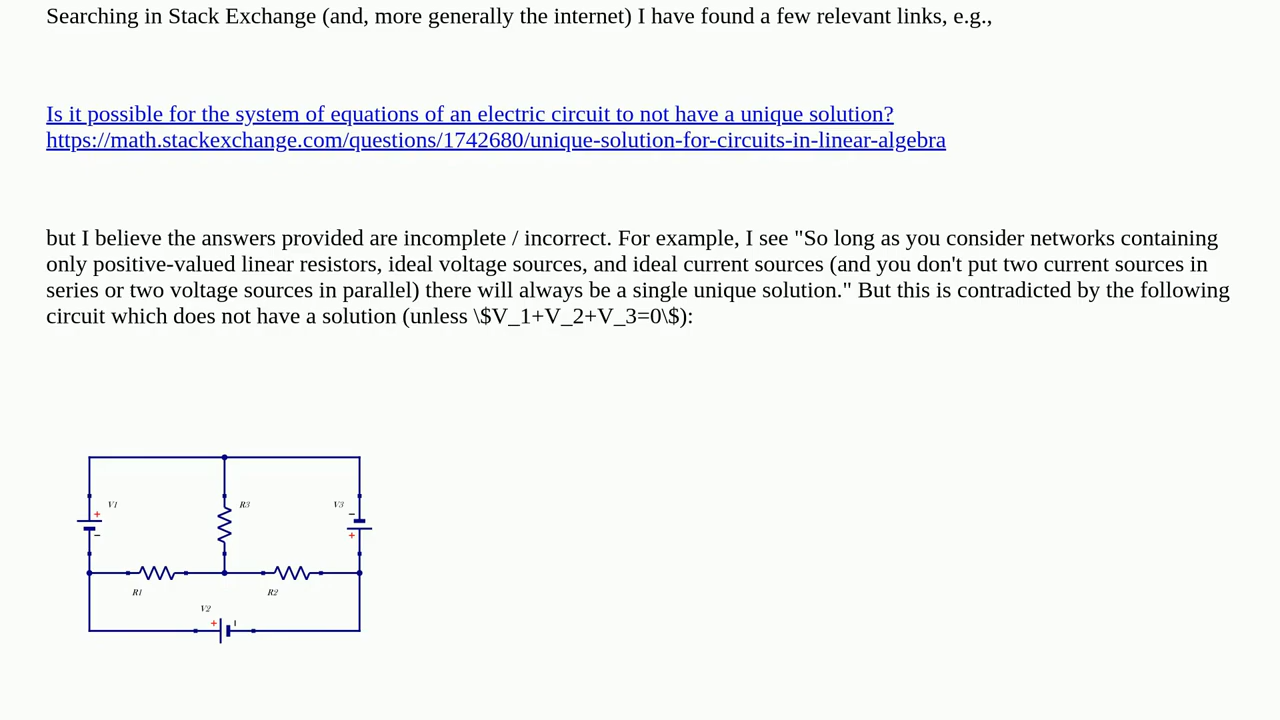 Searching in Stack Exchange (and, more generally the internet) I have found a few relevant links, e.g.,
Is it possible for the system of equations of an electric circuit to not have a unique solution?
https://math.stackexchange.com/questions/1742680/unique-solution-for-circuits-in-linear-algebra
but I believe the answers provided are incomplete / incorrect. For example, I see "So long as you consider networks containing
only positive-valued linear resistors, ideal voltage sources, and ideal current sources (and you don't put two current sources in
series or two voltage sources in parallel) there will always be a single unique solution." But this is contradicted by the following
circuit which does not have a solution (unless \$V_1+V_2+V_3=0\$):
V1 + −
R3
V3 − +
R1
R2
V2
+ −